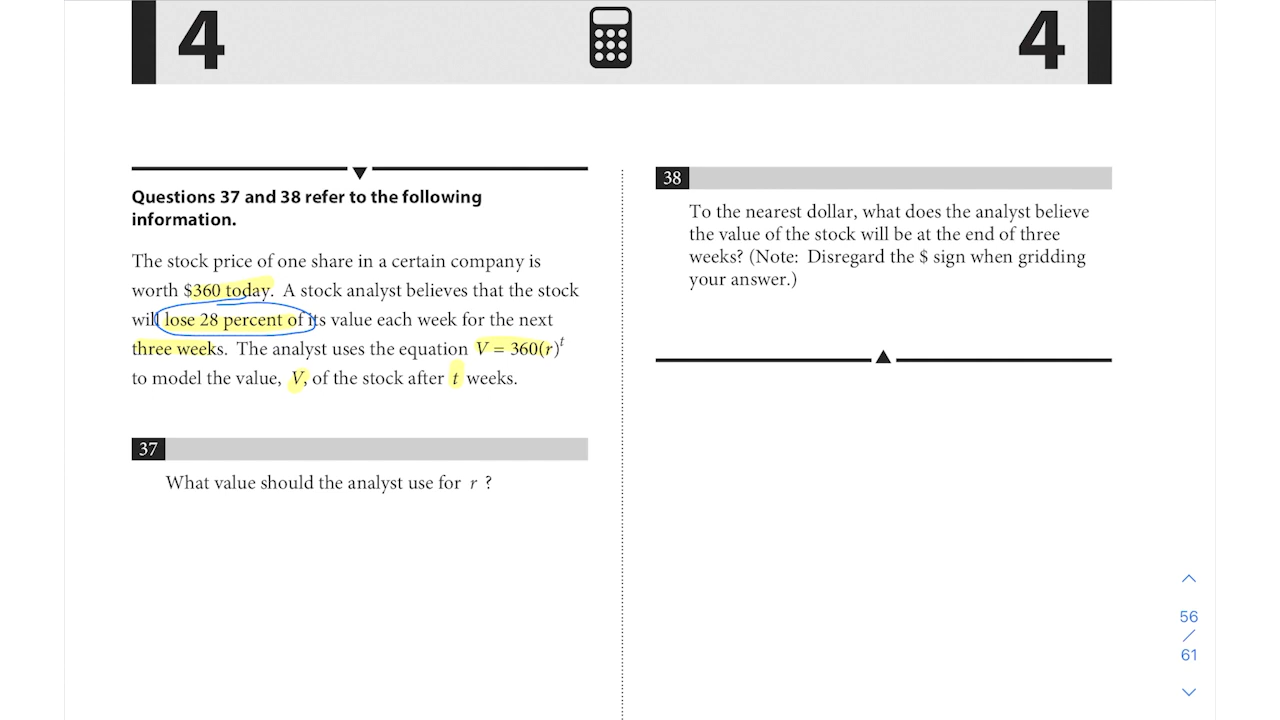 4 4
Questions 37 and 38 refer to the following
information.
The stock price of one share in a certain company is
worth $360 today. A stock analyst believes that the stock
will lose 28 percent of its value each week for the next
three weeks. The analyst uses the equation V = 360(r)^t
to model the value, V, of the stock after t weeks.
37
What value should the analyst use for r ?
38
To the nearest dollar, what does the analyst believe
the value of the stock will be at the end of three
weeks? (Note: Disregard the $ sign when gridding
your answer.)
56
/
61